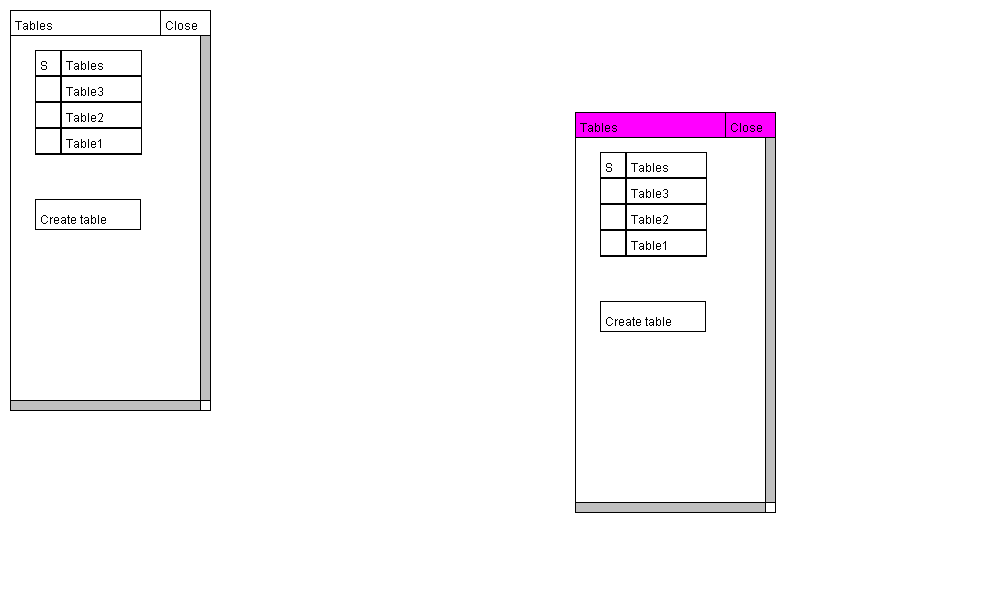 Tables Close
S Tables
Table3
Table2
Table1
Create table
Tables Close
S Tables
Table3
Table2
Table1
Create table